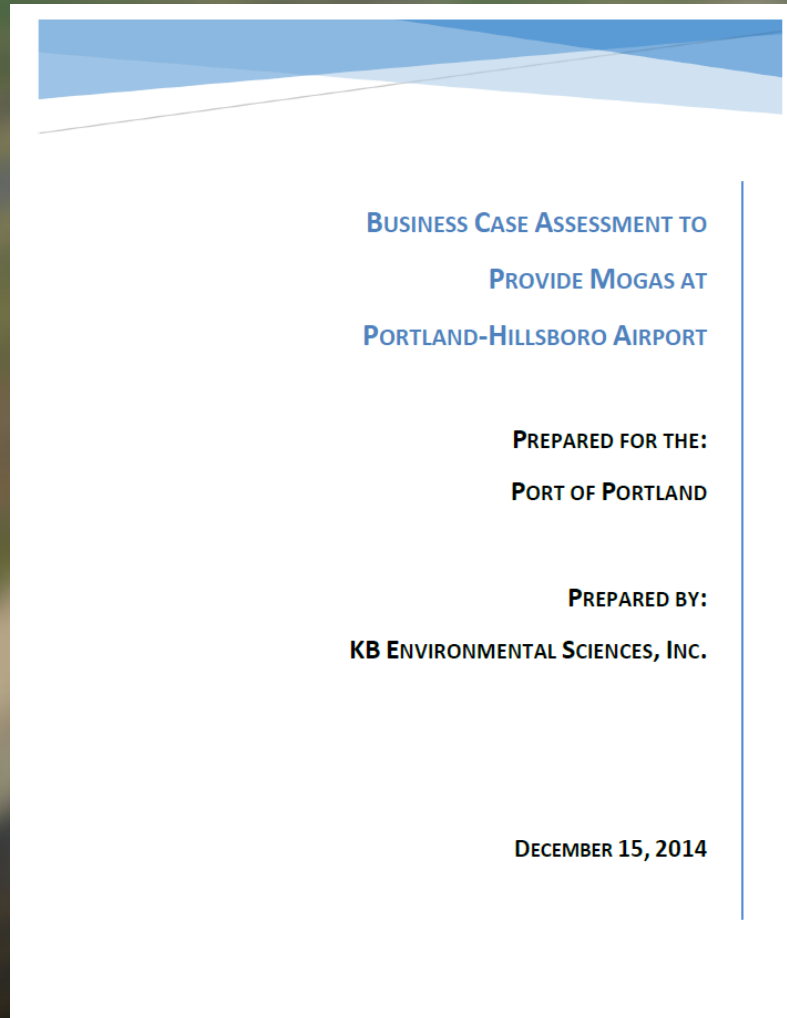 Business Case Assessment to
Provide Mogas at
Portland-Hillsboro Airport
Prepared for the:
Port of Portland
Prepared by:
KB Environmental Sciences, Inc.
December 15, 2014